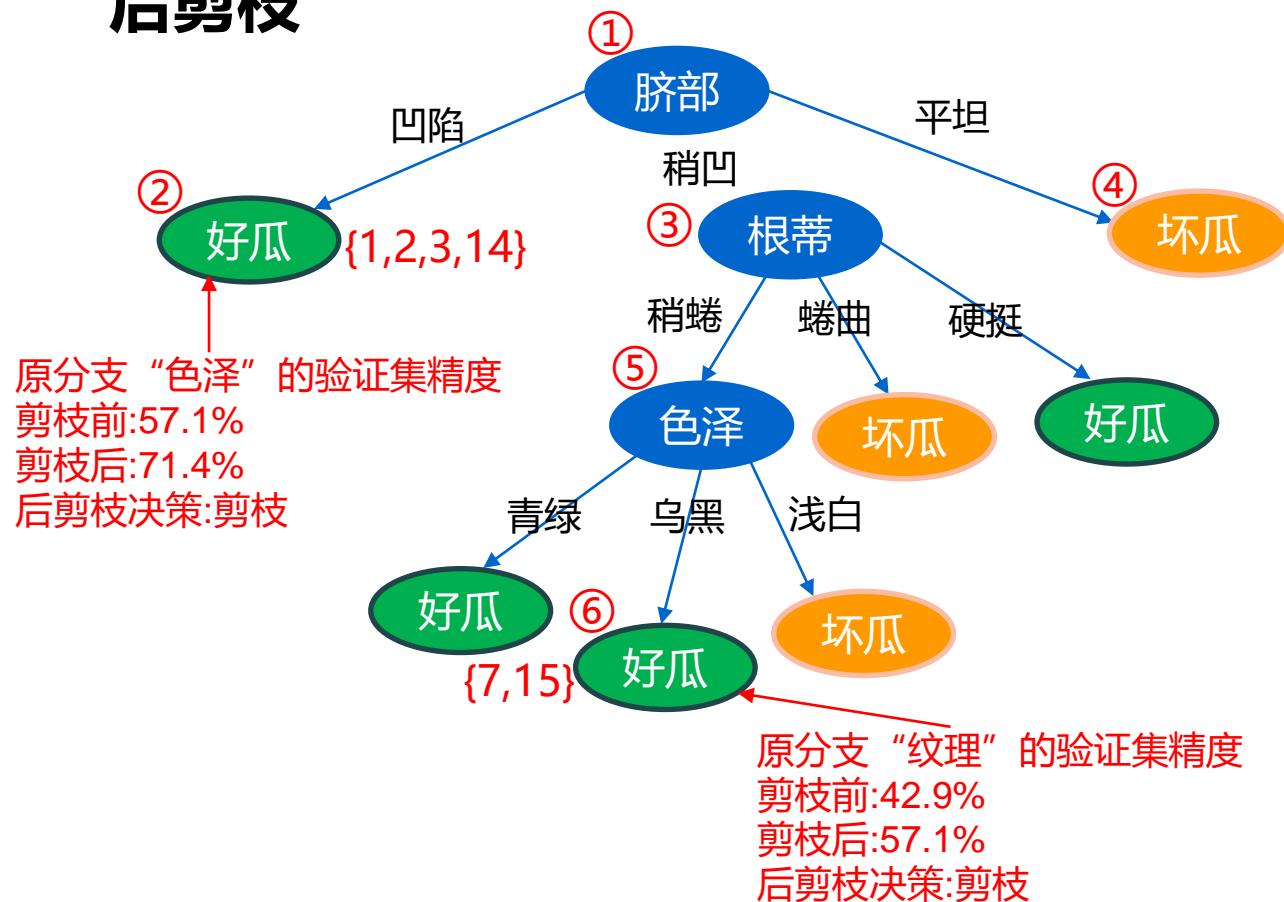 后剪枝
①
脐部
凹陷
稍凹
平坦
②
好瓜
{1,2,3,14}
③
根蒂
④
坏瓜
稍蜷
蜷曲
硬挺
原分支“色泽”的验证集精度
剪枝前:57.1%
剪枝后:71.4%
后剪枝决策:剪枝
⑤
色泽
坏瓜
好瓜
青绿
乌黑
浅白
好瓜
⑥
{7,15}
好瓜
坏瓜
原分支“纹理”的验证集精度
剪枝前:42.9%
剪枝后:57.1%
后剪枝决策:剪枝